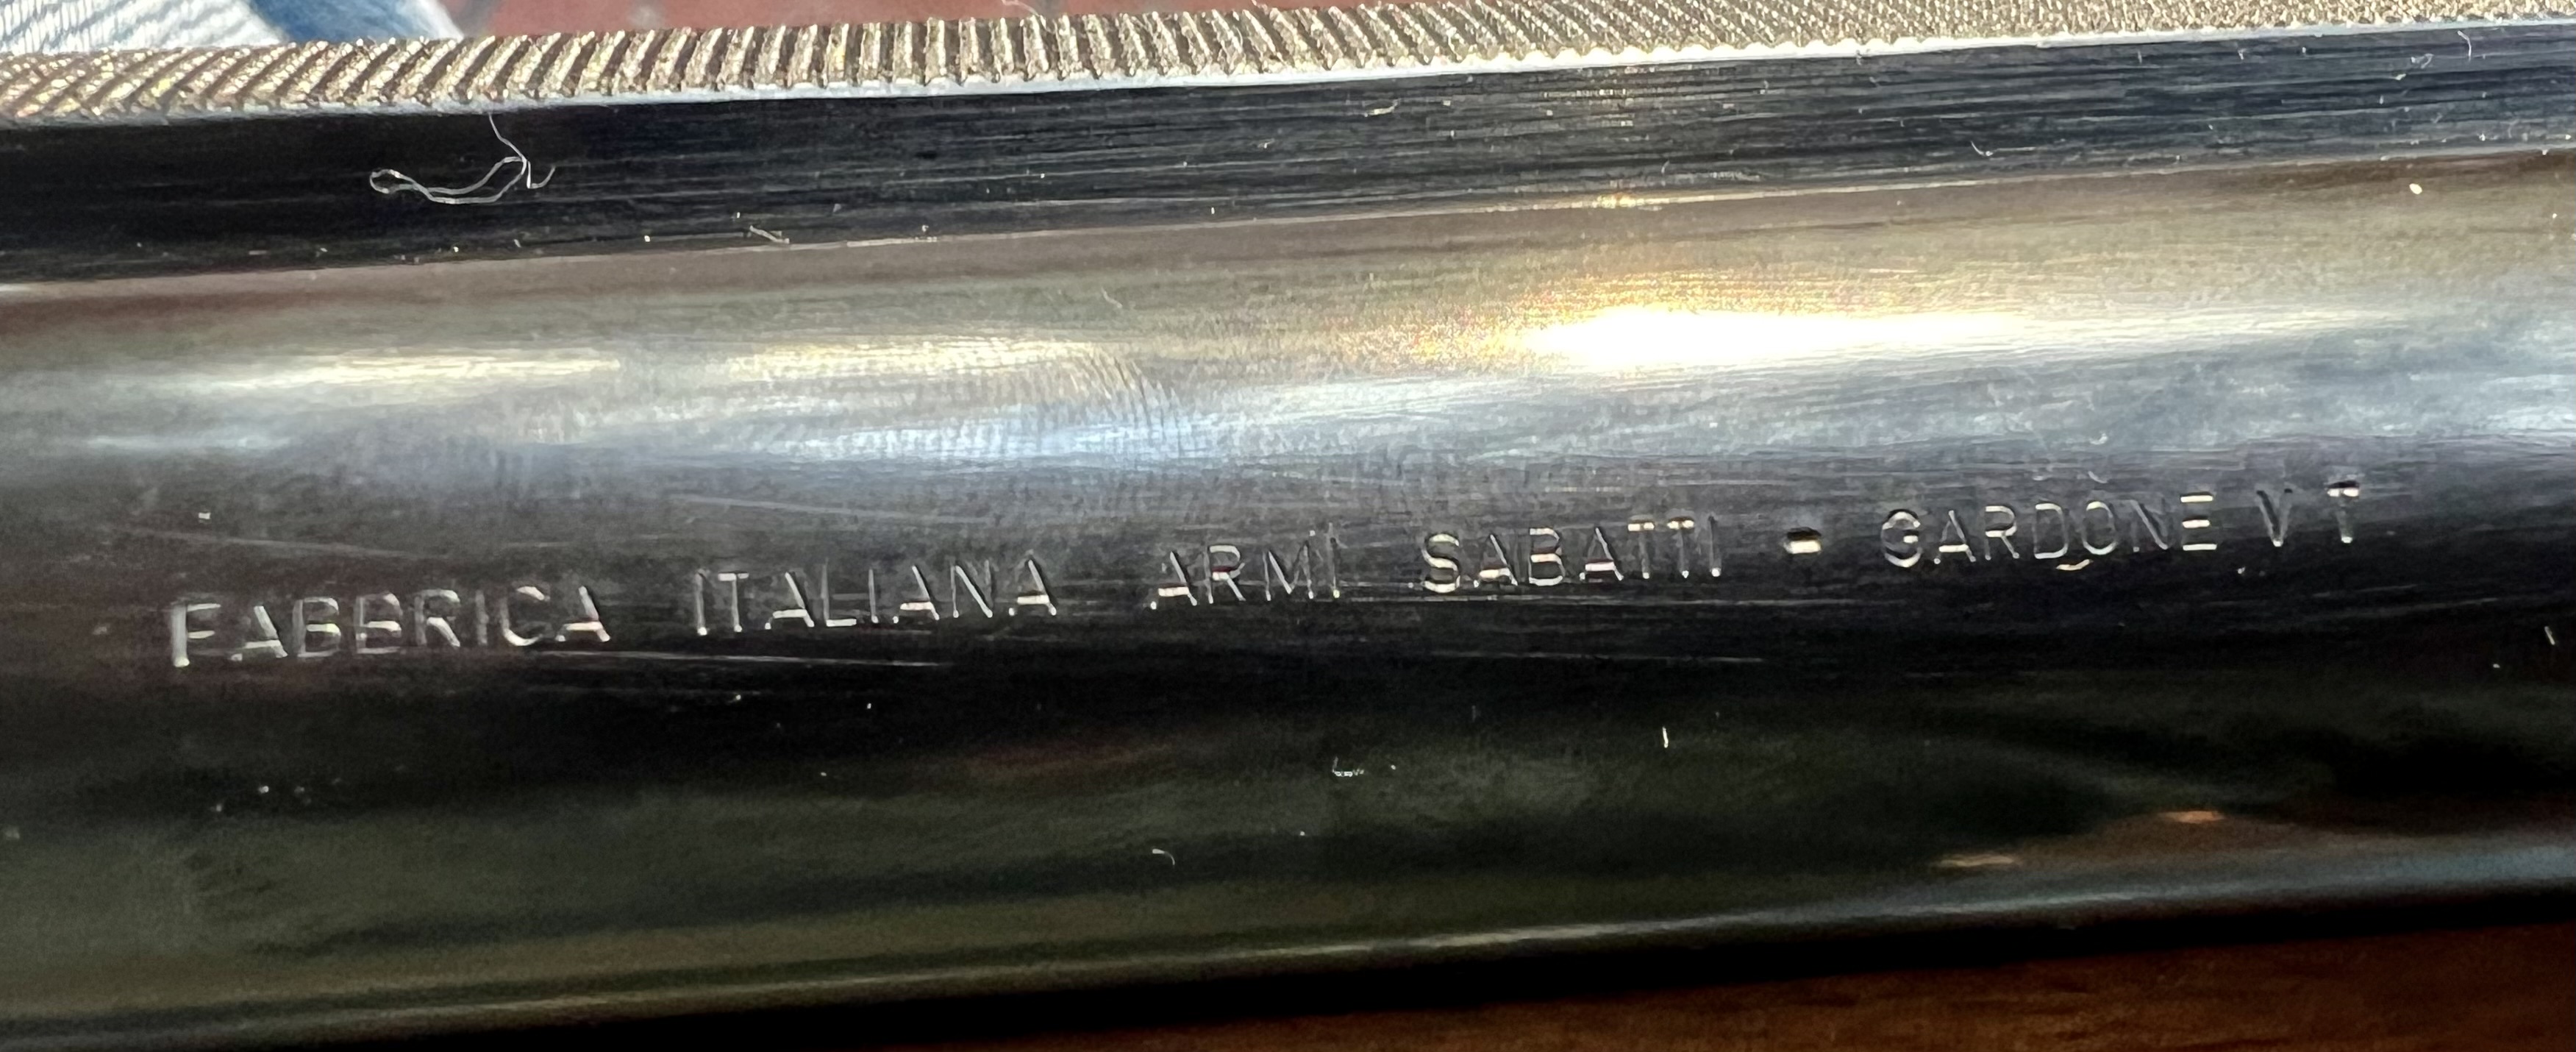 FABBRICA ITALIANA ARMI SABATTI - GARDONE V T